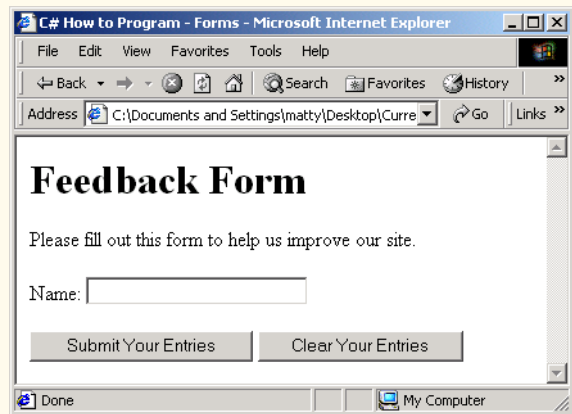 C# How to Program - Forms - Microsoft Internet Explorer
File Edit View Favorites Tools Help
Back Search Favorites History »
Address C:\Documents and Settings\matty\Desktop\Curre Go Links »
Feedback Form
Please fill out this form to help us improve our site.
Name:
Submit Your Entries Clear Your Entries
Done My Computer